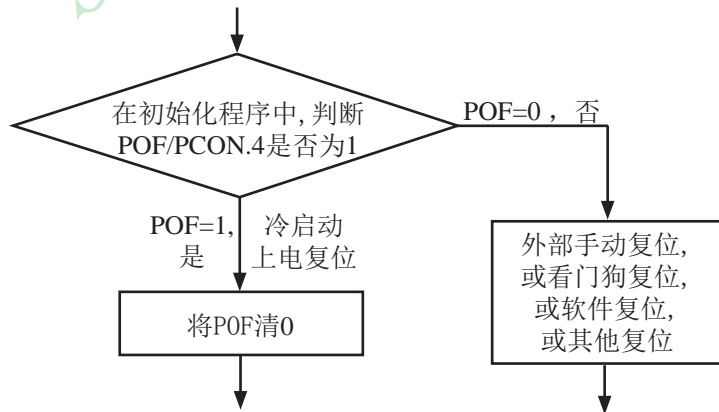 在初始化程序中, 判断
POF/PCON.4是否为1
POF=0 ，否
POF=1,
是
冷启动
上电复位
将POF清0
外部手动复位,
或看门狗复位,
或软件复位,
或其他复位